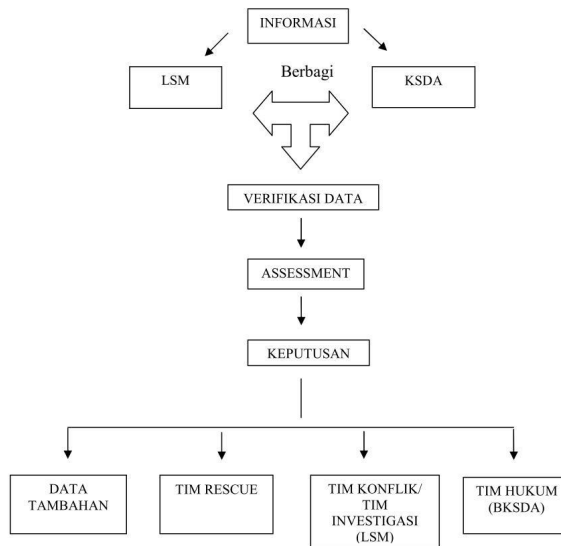 INFORMASI
LSM
Berbagi
KSDA
VERIFIKASI DATA
ASSESSMENT
KEPUTUSAN
DATA
TAMBAHAN
TIM RESCUE
TIM KONFLIK/
TIM
INVESTIGASI
(LSM)
TIM HUKUM
(BKSDA)